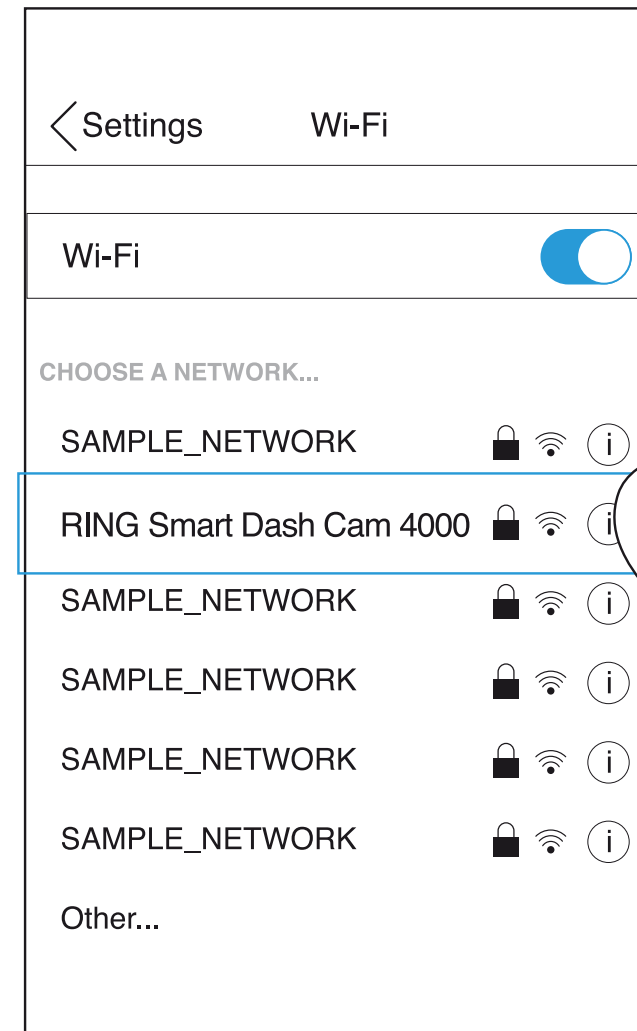 Settings Wi-Fi
Wi-Fi
CHOOSE A NETWORK...
SAMPLE_NETWORK i
RING Smart Dash Cam 4000 i
SAMPLE_NETWORK i
SAMPLE_NETWORK i
SAMPLE_NETWORK i
SAMPLE_NETWORK i
Other...